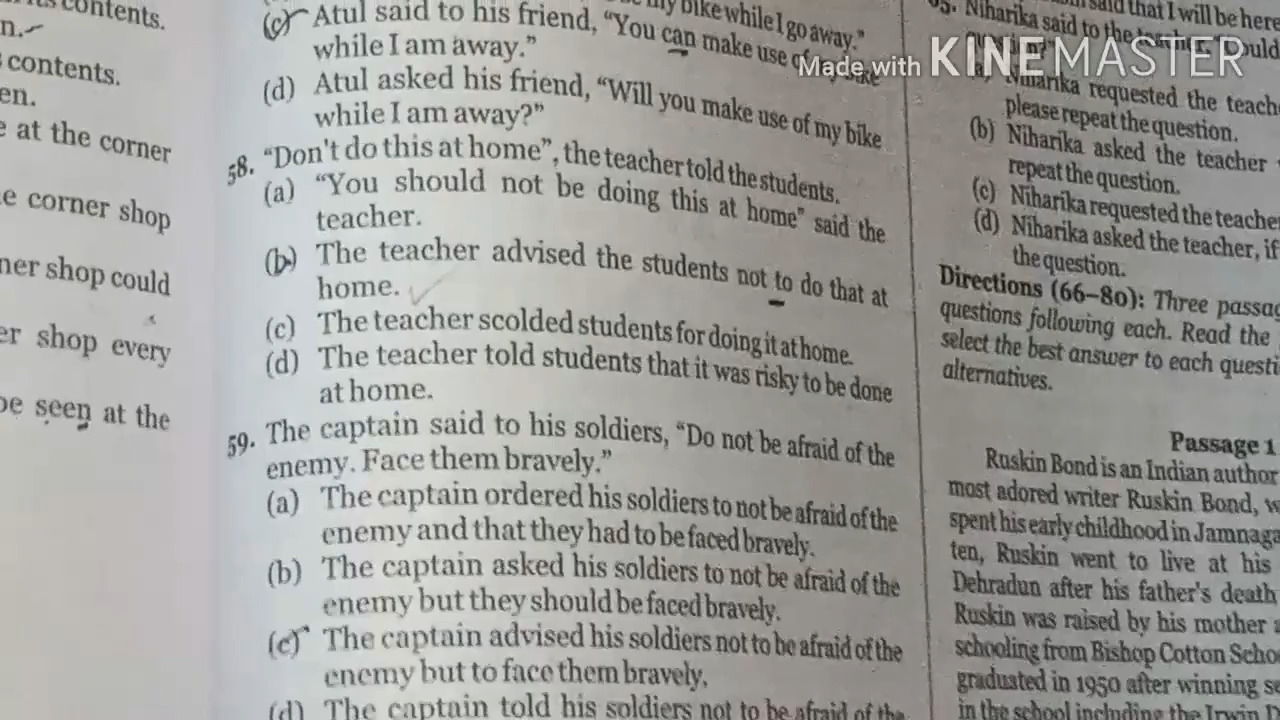 contents.
n.
contents.
en.
e at the corner
e corner shop
ner shop could
er shop every
be seen at the
my bike while I go away."
(c) Atul said to his friend, "You can make use of my bike
while I am away."
(d) Atul asked his friend, "Will you make use of my bike
while I am away?"
58. "Don't do this at home", the teacher told the students.
(a) "You should not be doing this at home" said the
teacher.
(b) The teacher advised the students not to do that at
home.
(c) The teacher scolded students for doing it at home.
(d) The teacher told students that it was risky to be done
at home.
59. The captain said to his soldiers, "Do not be afraid of the
enemy. Face them bravely."
(a) The captain ordered his soldiers to not be afraid of the
enemy and that they had to be faced bravely.
(b) The captain asked his soldiers to not be afraid of the
enemy but they should be faced bravely.
(c) The captain advised his soldiers not to be afraid of the
enemy but to face them bravely,
(d) The captain told his soldiers not to be afraid of the
said that I will be here
65. Niharika said to the teacher,
Made with KINEMASTER
Niharika requested the teach
please repeat the question.
(b) Niharika asked the teacher
repeat the question.
(c) Niharika requested the teache
(d) Niharika asked the teacher, if
the question.
Directions (66–80): Three passa
questions following each. Read the
select the best answer to each questi
alternatives.
Passage 1
Ruskin Bond is an Indian author
most adored writer Ruskin Bond, w
spent his early childhood in Jamnaga
ten, Ruskin went to live at his
Dehradun after his father's death
Ruskin was raised by his mother a
schooling from Bishop Cotton Scho
graduated in 1950 after winning se
in the school including the Irwin D